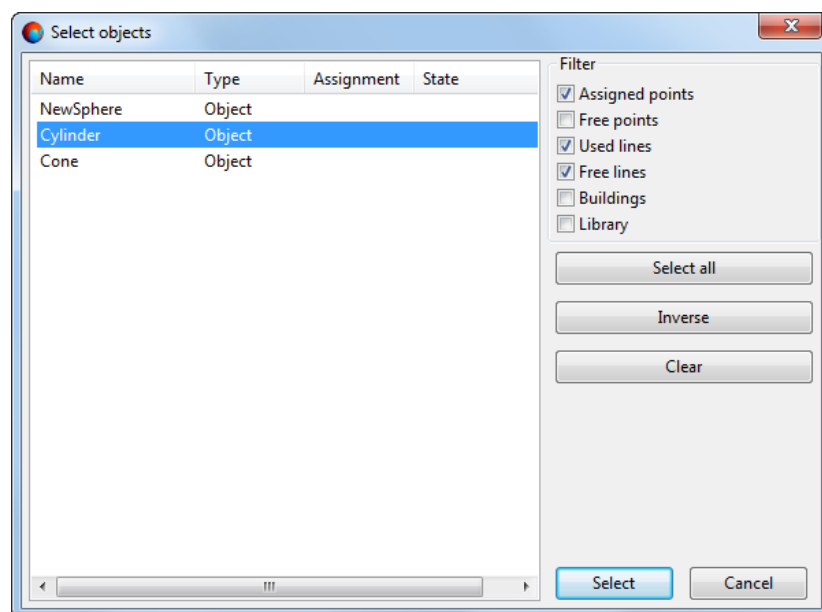 Select objects
Name Type Assignment State
NewSphere Object
Cylinder Object
Cone Object
Filter
Assigned points
Free points
Used lines
Free lines
Buildings
Library
Select all
Inverse
Clear
Select Cancel